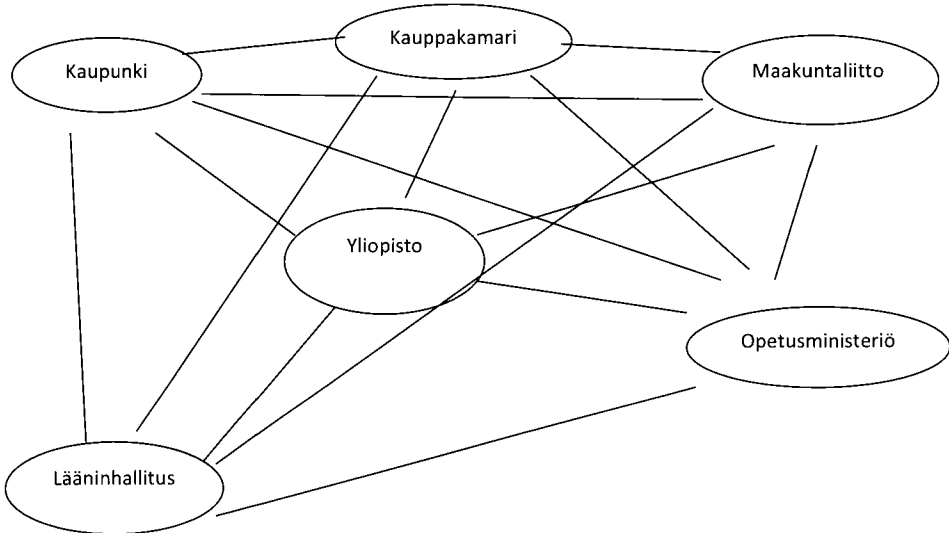 Kauppakamari
Kaupunki
Maakuntaliitto
Yliopisto
Opetusministeriö
Lääninhallitus